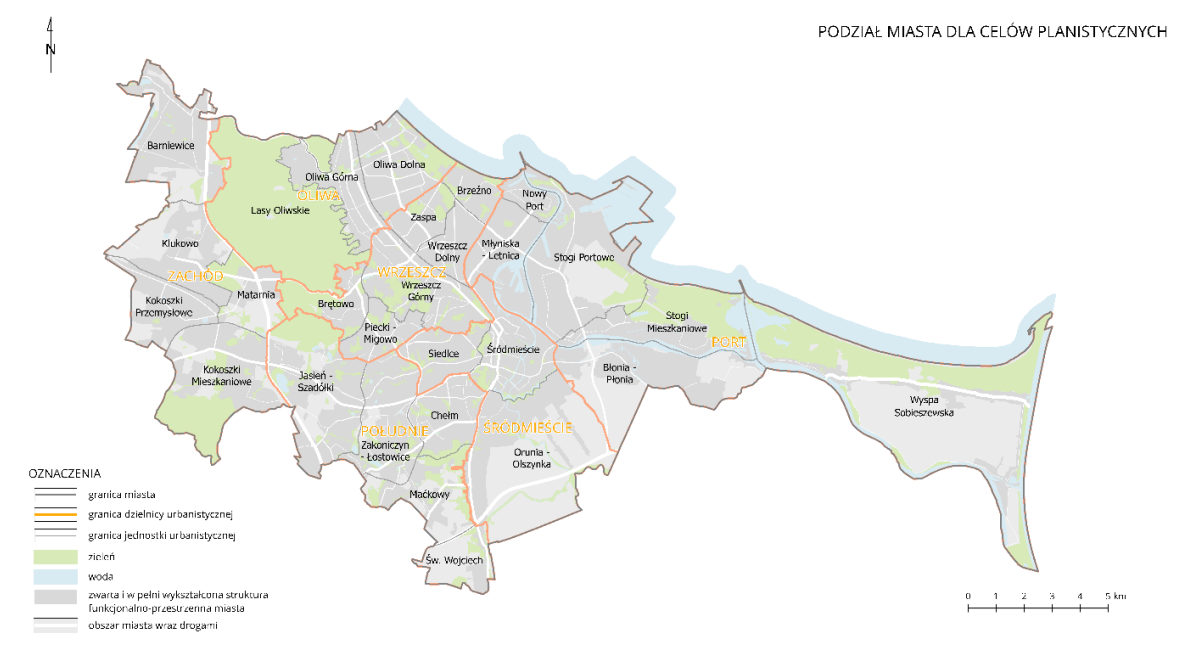 N
PODZIAŁ MIASTA DLA CELÓW PLANISTYCZNYCH
Barniewice
Oliwa Dolna
Oliwa Górna
OLIWA
Lasy Oliwskie
Brzeźno
Nowy
Port
Zaspa
Klukowo
Wrzeszcz
Dolny
Młyniska
- Letnica
Stogi Portowe
ZACHÓD
WRZESZCZ
Wrzeszcz
Górny
Matarnia
Kokoszki
Przemysłowe
Brętowo
Piecki -
Migowo
Stogi
Mieszkaniowe
PORT
Siedlce
Śródmieście
Kokoszki
Mieszkaniowe
Jasień -
Szadółki
Błonia -
Płonia
Wyspa
Sobieszewska
Chełm
POŁUDNIE
ŚRÓDMIEŚCIE
Zakoniczyn
- Łostowice
Orunia -
Olszynka
Maćkowy
Św. Wojciech
OZNACZENIA
granica miasta
granica dzielnicy urbanistycznej
granica jednostki urbanistycznej
zieleń
woda
zwarta i w pełni wykształcona struktura
funkcjonalno-przestrzenna miasta
obszar miasta wraz drogami
0 1 2 3 4 5 km